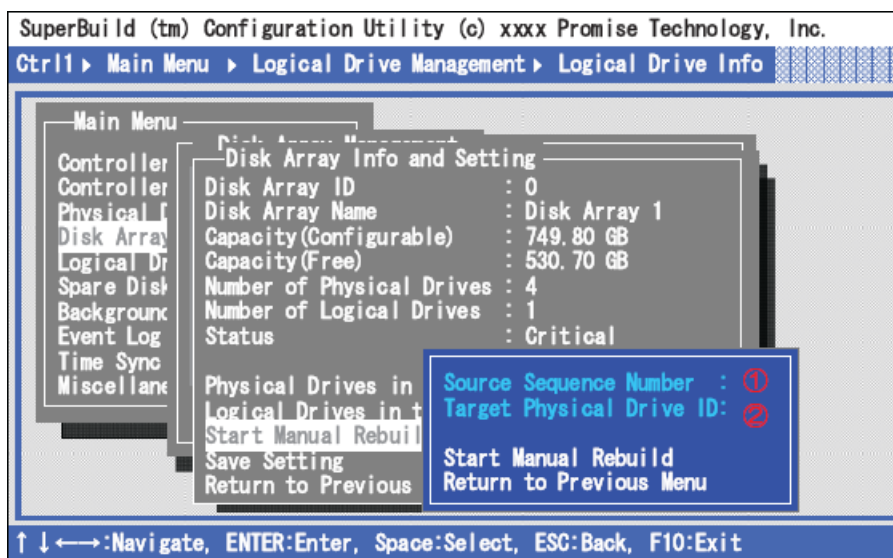 SuperBuild (tm) Configuration Utility (c) xxxx Promise Technology, Inc.
Ctrl1▸ Main Menu ▸ Logical Drive Management▸ Logical Drive Info
Main Menu
Controller
Controller
Physical
Disk Array
Logical Dr
Spare Disk
Background
Event Log
Time Sync
Miscellane
Disk Array Management
Disk Array Info and Setting
Disk Array ID : 0
Disk Array Name : Disk Array 1
Capacity(Configurable) : 749.80 GB
Capacity(Free) : 530.70 GB
Number of Physical Drives : 4
Number of Logical Drives : 1
Status : Critical
Physical Drives in
Logical Drives in t
Start Manual Rebuil
Save Setting
Return to Previous
Source Sequence Number : ①
Target Physical Drive ID: ②
Start Manual Rebuild
Return to Previous Menu
↑↓←→:Navigate, ENTER:Enter, Space:Select, ESC:Back, F10:Exit